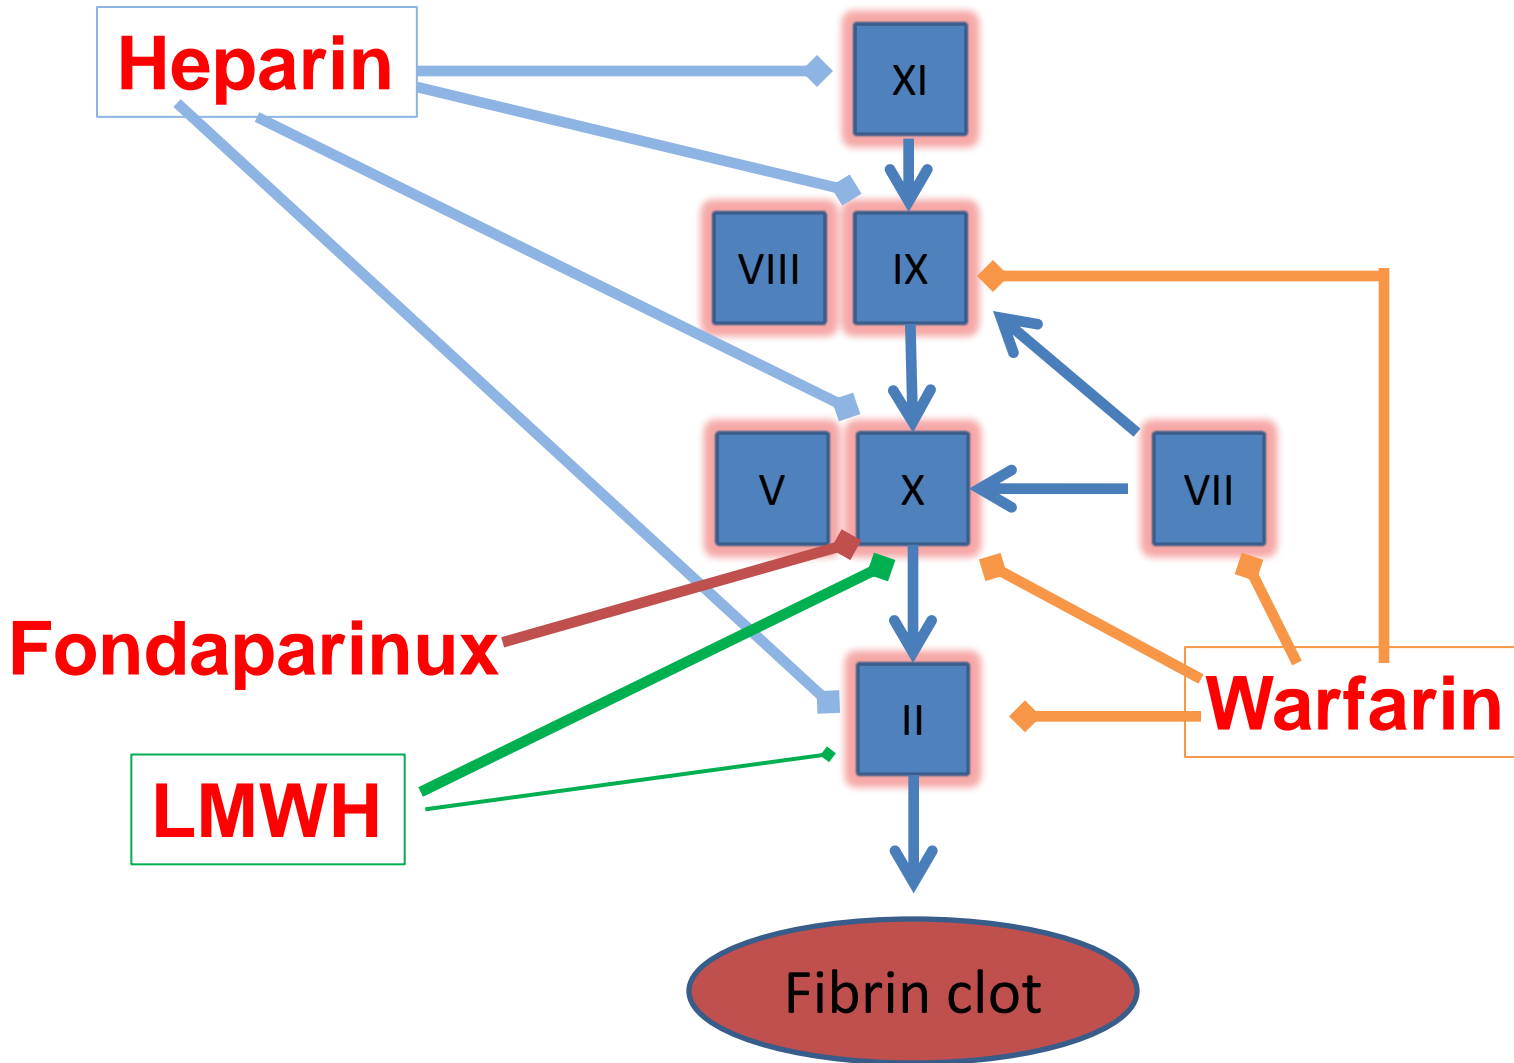 Heparin
XI
VIII
IX
V
X
VII
Fondaparinux
II
Warfarin
LMWH
Fibrin clot